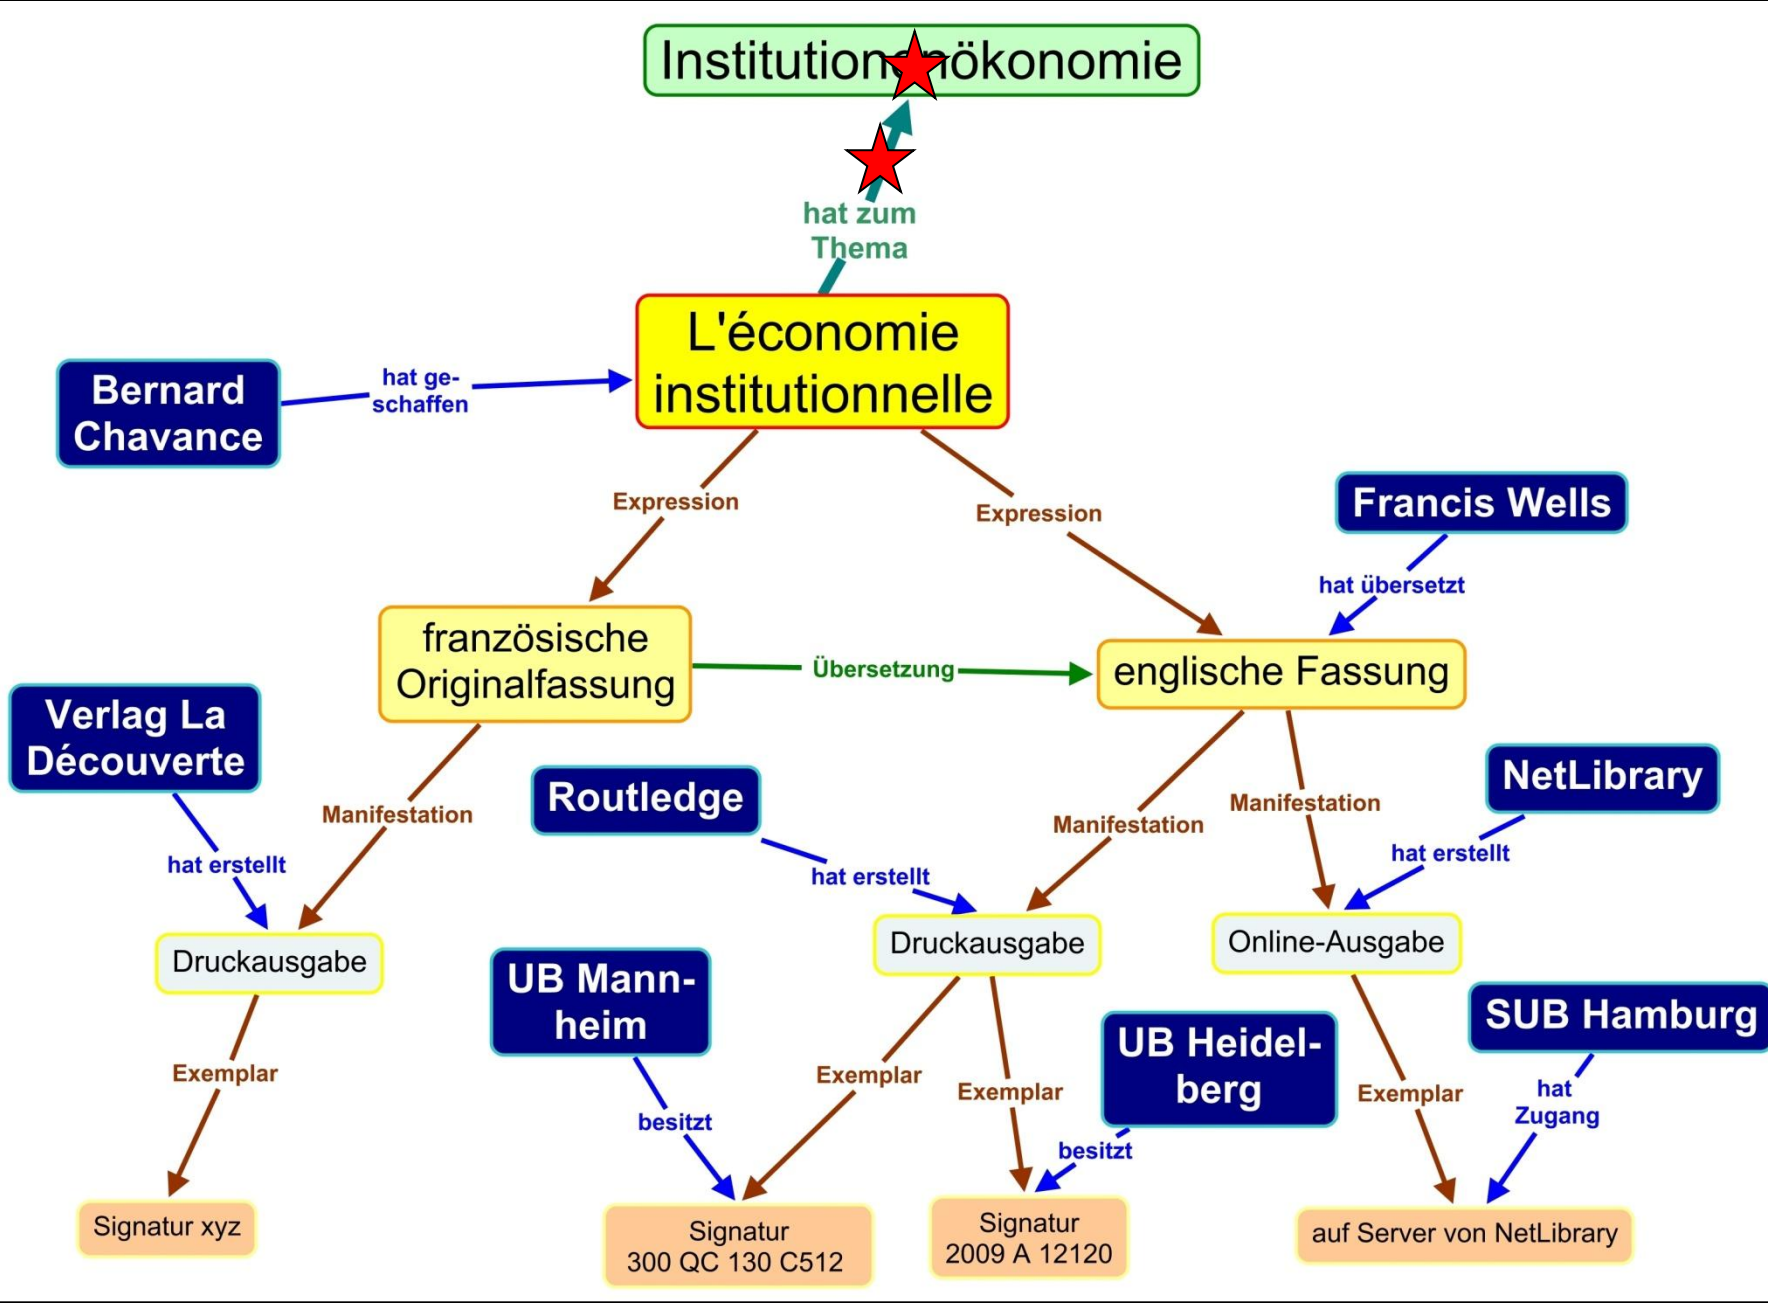 Institutionenökonomie
hat zum
Thema
L'économie
institutionnelle
Bernard
Chavance
hat ge-
schaffen
Expression
Expression
Francis Wells
hat übersetzt
französische
Originalfassung
Übersetzung
englische Fassung
Verlag La
Découverte
Routledge
NetLibrary
Manifestation
Manifestation
Manifestation
hat erstellt
hat erstellt
hat erstellt
Druckausgabe
Druckausgabe
Online-Ausgabe
UB Mann-
heim
UB Heidel-
berg
SUB Hamburg
Exemplar
Exemplar
Exemplar
Exemplar
besitzt
besitzt
hat
Zugang
Signatur xyz
Signatur
300 QC 130 C512
Signatur
2009 A 12120
auf Server von NetLibrary